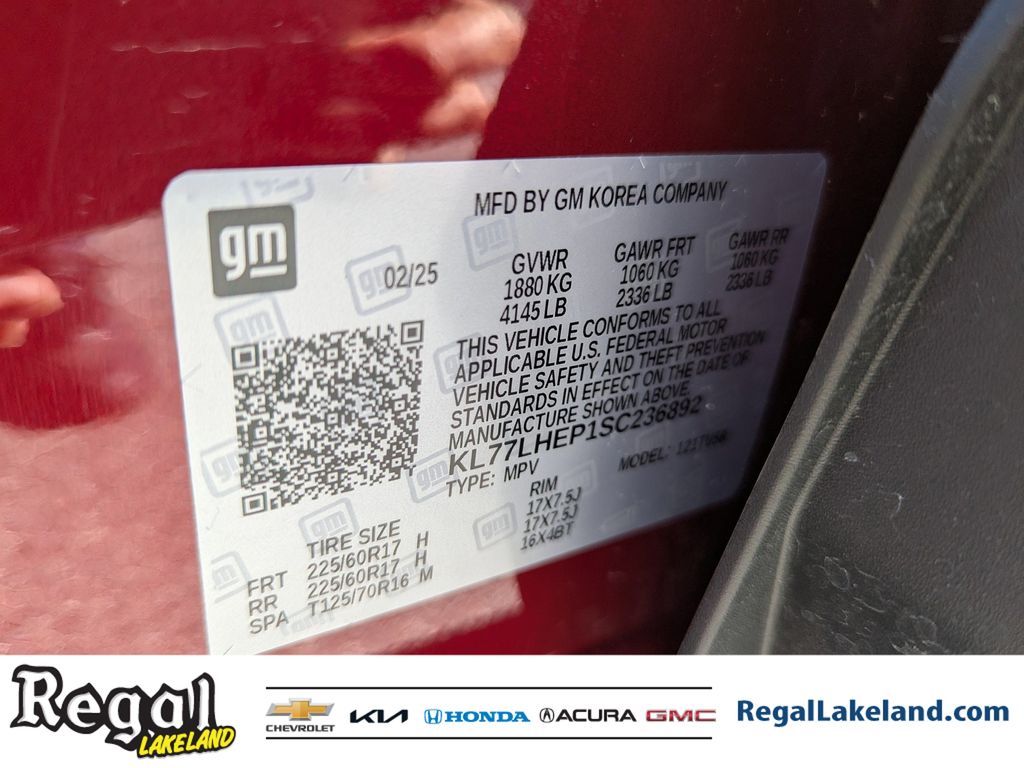 gm
MFD BY GM KOREA COMPANY
02/25
GVWR GAWR FRT GAWR RR
1880 KG 1060 KG 1060 KG
4145 LB 2336 LB 2336 LB
THIS VEHICLE CONFORMS TO ALL
APPLICABLE U.S. FEDERAL MOTOR
VEHICLE SAFETY AND THEFT PREVENTION
STANDARDS IN EFFECT ON THE DATE OF
MANUFACTURE SHOWN ABOVE.
KL77LHEP1SC236892
TYPE: MPV MODEL:
TIRE SIZE RIM
FRT 225/60R17 H 17X7.5J
RR 225/60R17 H 17X7.5J
SPA T125/70R16 M 16X4BT
Regal
LAKELAND
CHEVROLET KIA HONDA ACURA GMC
RegalLakeland.com